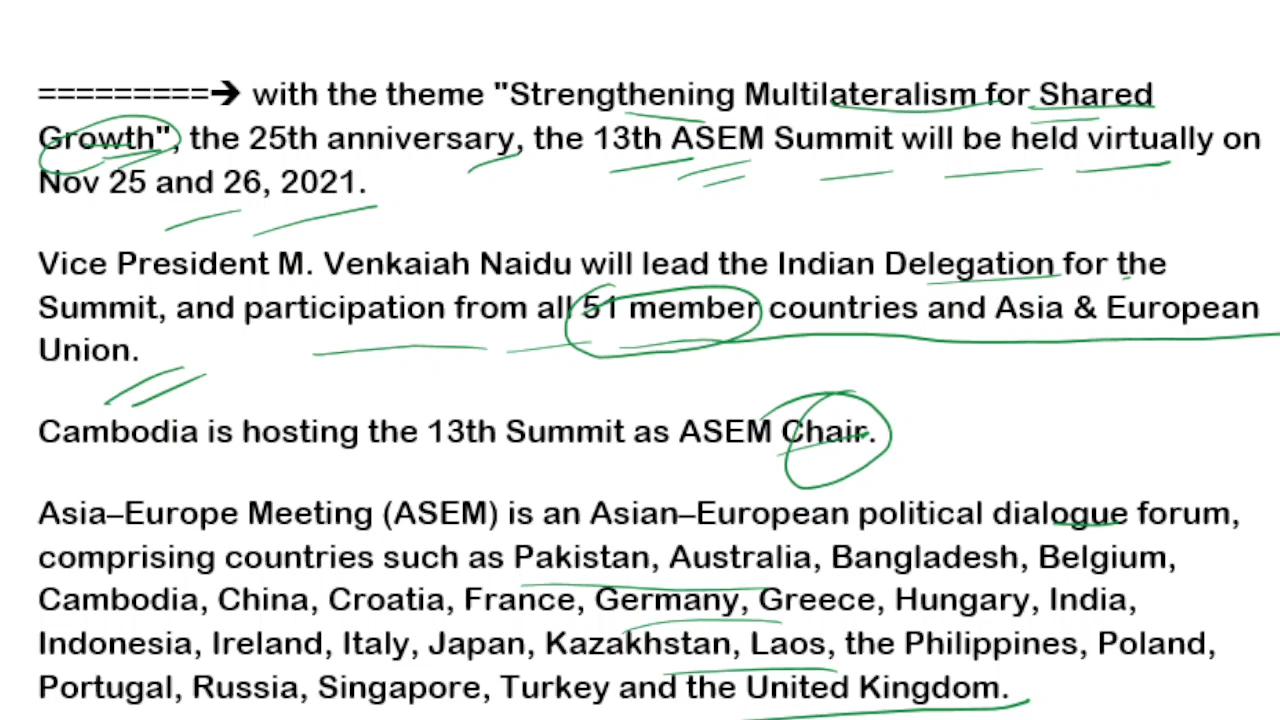 =========➔ with the theme "Strengthening Multilateralism for Shared
Growth", the 25th anniversary, the 13th ASEM Summit will be held virtually on
Nov 25 and 26, 2021.
Vice President M. Venkaiah Naidu will lead the Indian Delegation for the
Summit, and participation from all 51 member countries and Asia & European
Union.
Cambodia is hosting the 13th Summit as ASEM Chair.
Asia–Europe Meeting (ASEM) is an Asian–European political dialogue forum,
comprising countries such as Pakistan, Australia, Bangladesh, Belgium,
Cambodia, China, Croatia, France, Germany, Greece, Hungary, India,
Indonesia, Ireland, Italy, Japan, Kazakhstan, Laos, the Philippines, Poland,
Portugal, Russia, Singapore, Turkey and the United Kingdom.